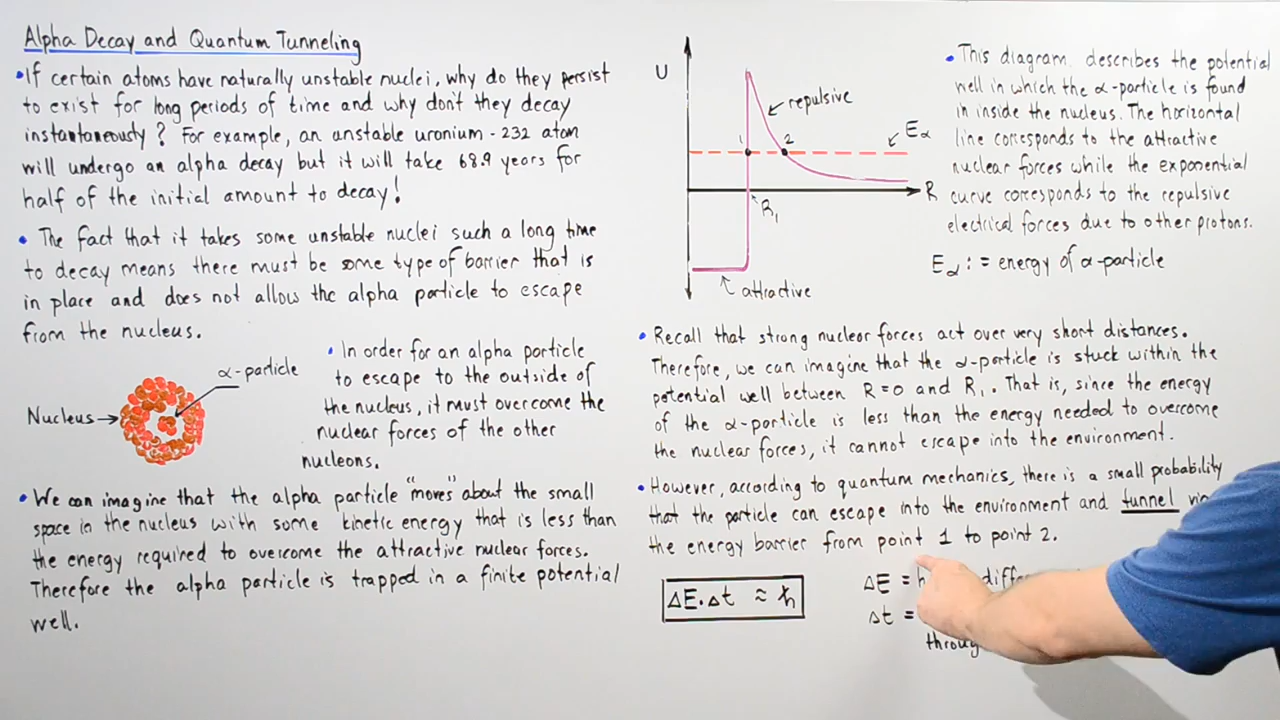 Alpha Decay and Quantum Tunneling
• If certain atoms have naturally unstable nuclei, why do they persist
to exist for long periods of time and why don't they decay
instantaneously? For example, an unstable uronium-232 atom
will undergo an alpha decay but it will take 68.9 years for
half of the initial amount to decay!
• The fact that it takes some unstable nuclei such a long time
to decay means there must be some type of barrier that is
in place and does not allow the alpha particle to escape
from the nucleus.
α-particle
Nucleus
• In order for an alpha particle
to escape to the outside of
the nucleus, it must overcome the
nuclear forces of the other
nucleons.
• We can imagine that the alpha particle "moves" about the small
space in the nucleus with some kinetic energy that is less than
the energy required to overcome the attractive nuclear forces.
Therefore the alpha particle is trapped in a finite potential
well.
U
repulsive
1
2
Eα
R
R₁
attractive
• This diagram describes the potential
well in which the α-particle is found
in inside the nucleus. The horizontal
line corresponds to the attractive
nuclear forces while the exponential
curve corresponds to the repulsive
electrical forces due to other protons.
Eα := energy of α-particle
• Recall that strong nuclear forces act over very short distances.
Therefore, we can imagine that the α-particle is stuck within the
potential well between R=0 and R₁. That is, since the energy
of the α-particle is less than the energy needed to overcome
the nuclear forces, it cannot escape into the environment.
• However, according to quantum mechanics, there is a small probability
that the particle can escape into the environment and tunnel
the energy barrier from point 1 to point 2.
ΔE·Δt ≈ ħ
ΔE =
Δt =